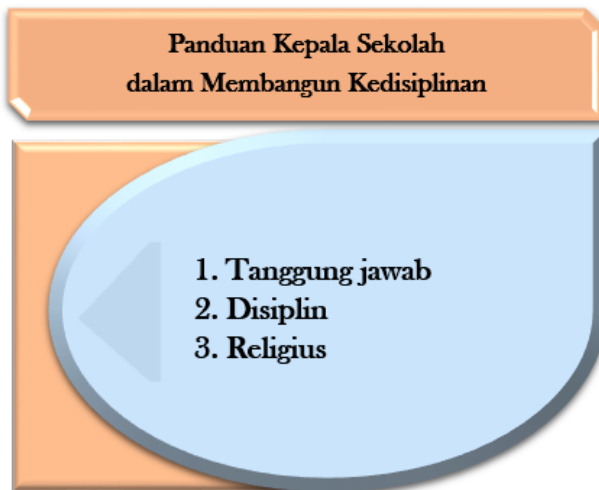 Panduan Kepala Sekolah
dalam Membangun Kedisiplinan
1. Tanggung jawab
2. Disiplin
3. Religius